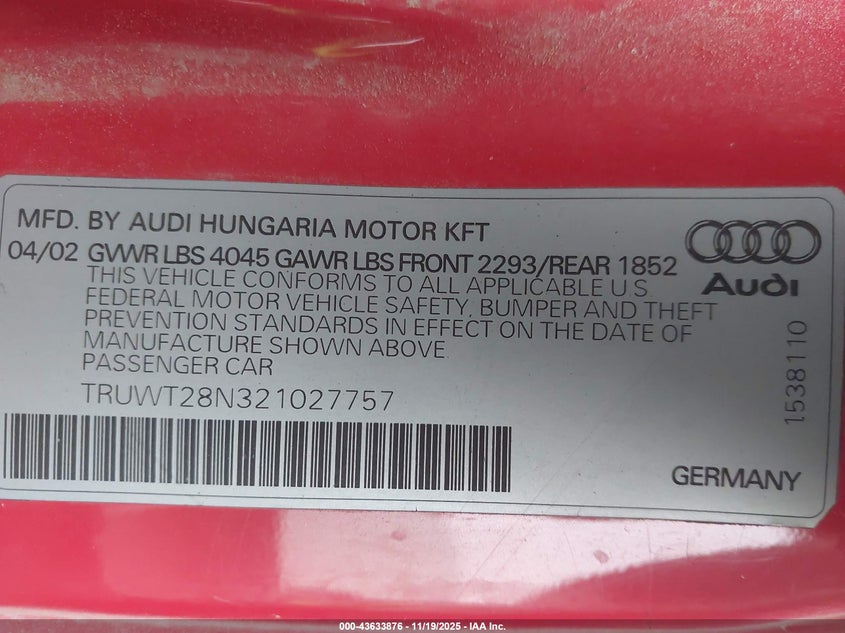 MFD. BY AUDI HUNGARIA MOTOR KFT
04/02 GVWR LBS 4045 GAWR LBS FRONT 2293/REAR 1852
THIS VEHICLE CONFORMS TO ALL APPLICABLE U.S.
FEDERAL MOTOR VEHICLE SAFETY, BUMPER AND THEFT
PREVENTION STANDARDS IN EFFECT ON THE DATE OF
MANUFACTURE SHOWN ABOVE.
PASSENGER CAR
TRUWT28N321027757
Audi
1538110
GERMANY
000-43633876 - 11/19/2025 - IAA Inc.